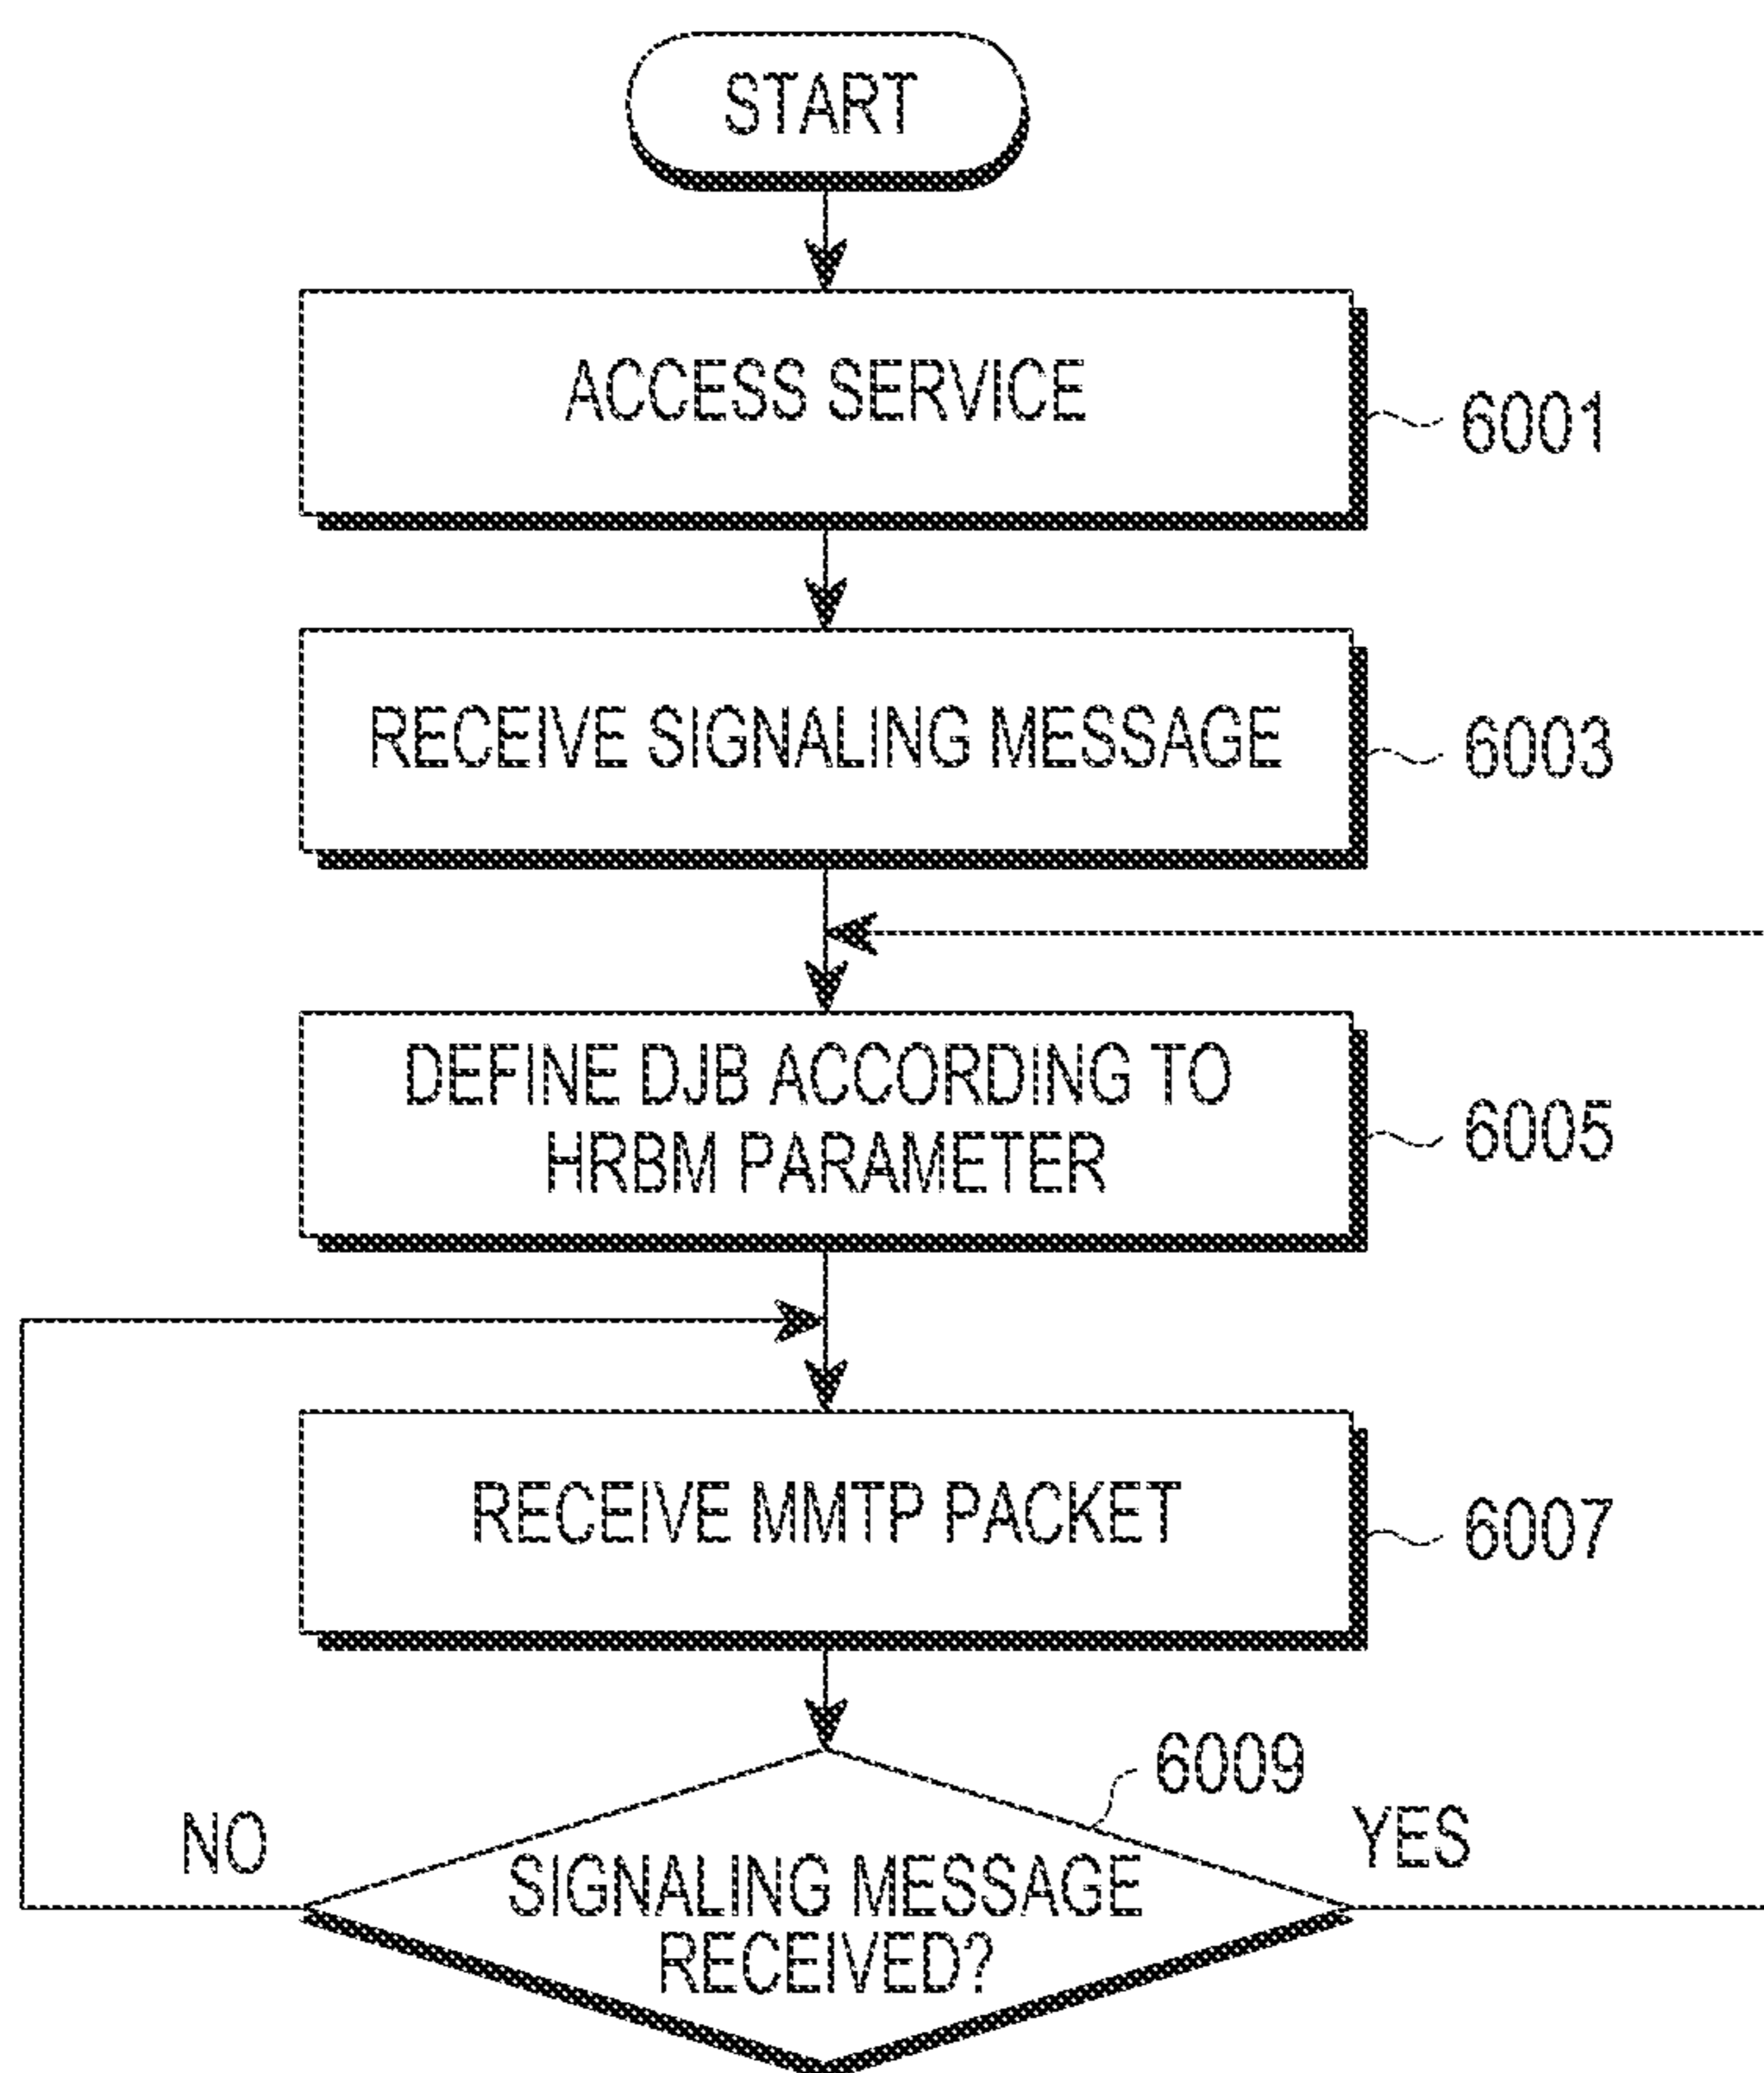 START
ACCESS SERVICE
6001
RECEIVE SIGNALING MESSAGE
6003
DEFINE DJB ACCORDING TO
HRBM PARAMETER
6005
RECEIVE MMTP PACKET
6007
6009
NO
YES
SIGNALING MESSAGE
RECEIVED?